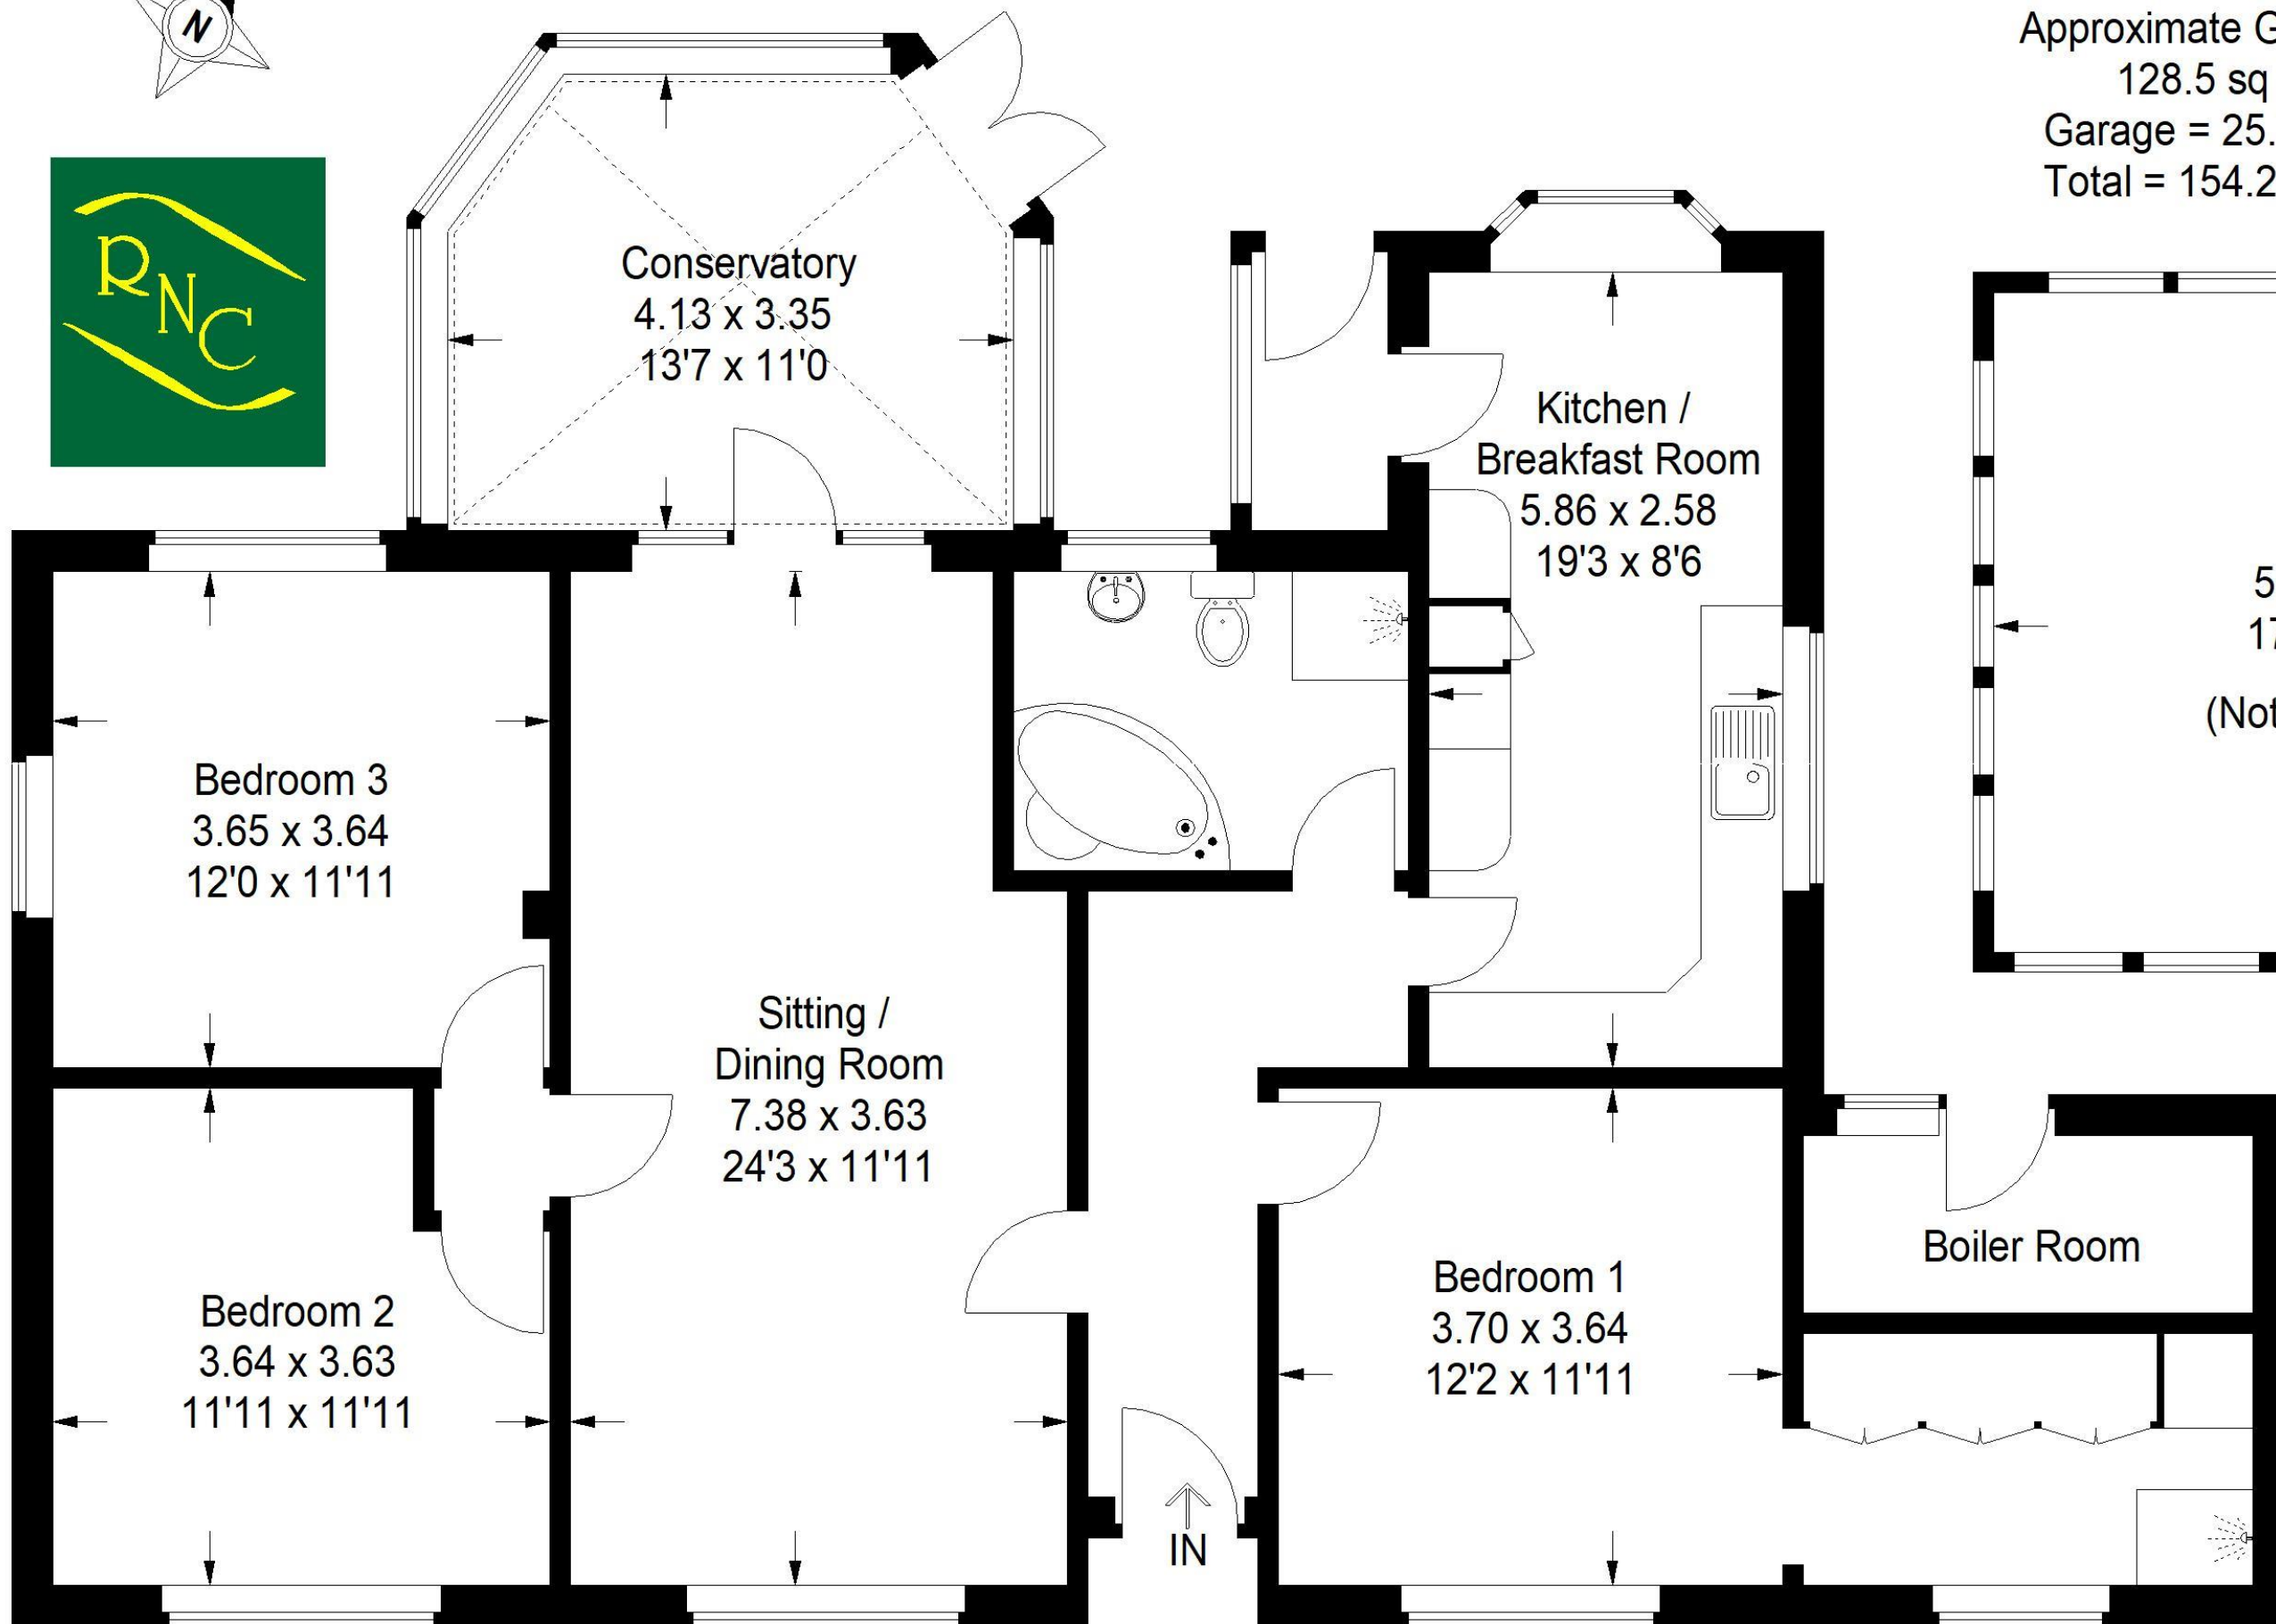 N
Approximate G
128.5 sq
Garage = 25.
Total = 154.2
RNC
Conservatory
4.13 x 3.35
13'7 x 11'0
Kitchen /
Breakfast Room
5.86 x 2.58
19'3 x 8'6
5
17
(Not
Bedroom 3
3.65 x 3.64
12'0 x 11'11
Sitting /
Dining Room
7.38 x 3.63
24'3 x 11'11
Bedroom 2
3.64 x 3.63
11'11 x 11'11
Bedroom 1
3.70 x 3.64
12'2 x 11'11
Boiler Room
IN